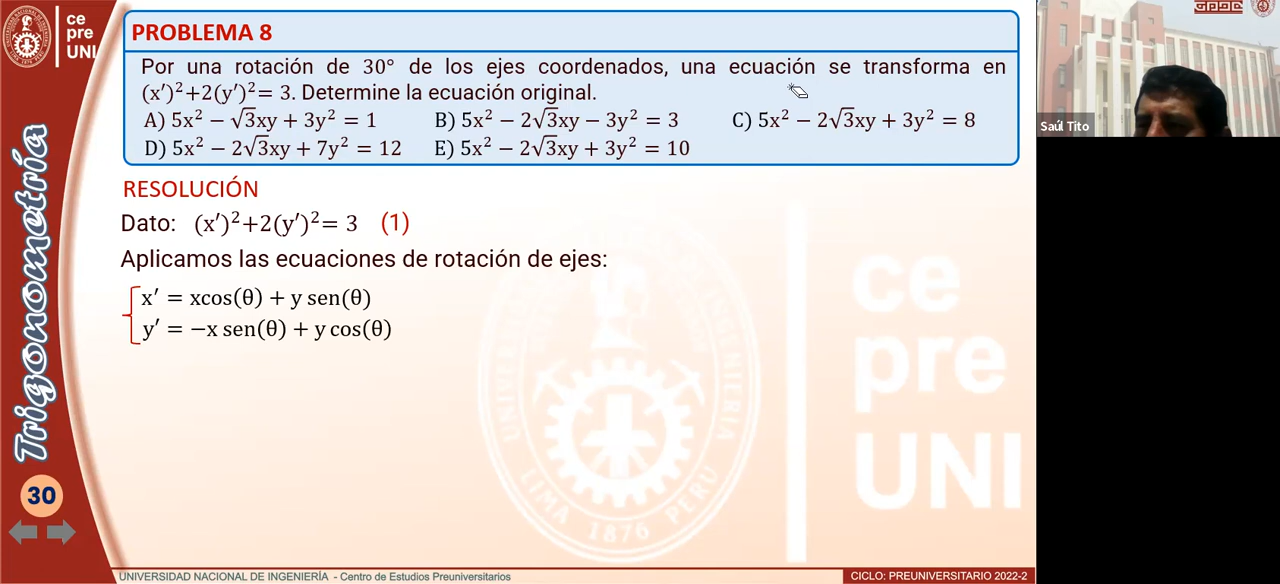 ce
pre
UNI
PROBLEMA 8
Por una rotación de 30° de los ejes coordenados, una ecuación se transforma en
(x′)²+2(y′)²= 3. Determine la ecuación original.
A) 5x² − √3xy + 3y² = 1 B) 5x² − 2√3xy − 3y² = 3 C) 5x² − 2√3xy + 3y² = 8
D) 5x² − 2√3xy + 7y² = 12 E) 5x² − 2√3xy + 3y² = 10
Saúl Tito
RESOLUCIÓN
Dato: (x′)²+2(y′)²= 3 (1)
Aplicamos las ecuaciones de rotación de ejes:
x′ = xcos(θ) + y sen(θ)
y′ = −x sen(θ) + y cos(θ)
Trigonometría
30
ce
pre
UNI
LIMA 1876 PERU
UNIVERSIDAD NACIONAL DE INGENIERÍA - Centro de Estudios Preuniversitarios
CICLO: PREUNIVERSITARIO 2022-2